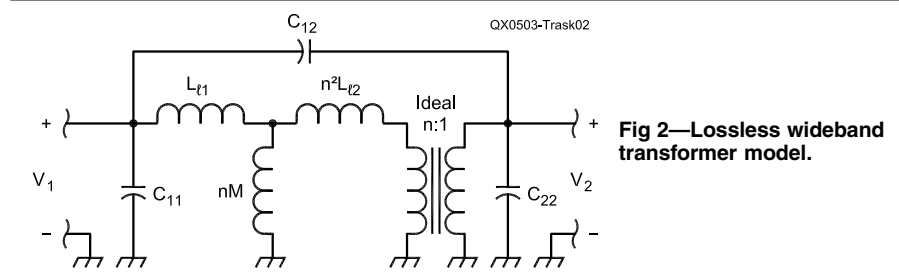 C₁₂
QX0503-Trask02
Lℓ1
n²Lℓ2
Ideal
n:1
+
+
Fig 2—Lossless wideband
transformer model.
V₁
C₁₁
nM
C₂₂
V₂
−
−